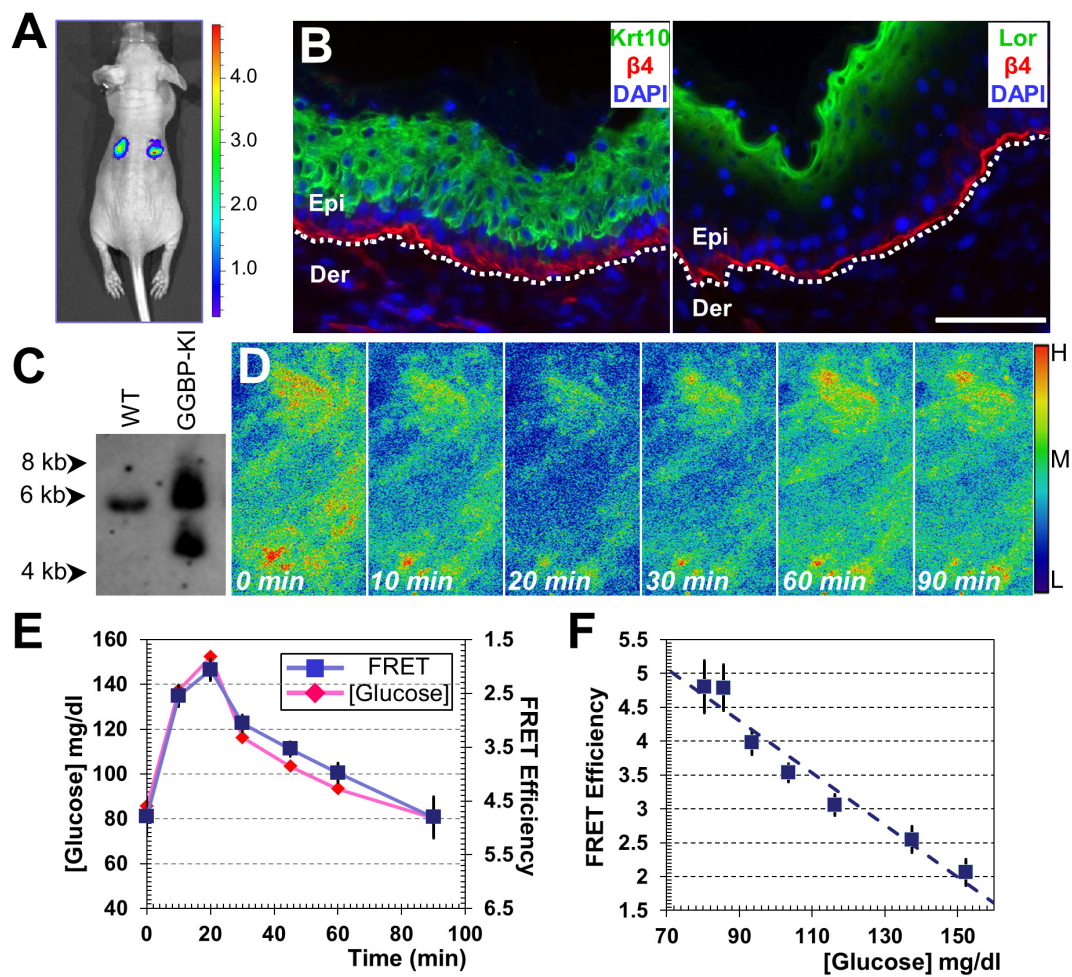 A
4.0
3.0
2.0
1.0
B
Krt10
β4
DAPI
Epi
Der
Lor
β4
DAPI
Epi
Der
C
WT
GGBP-KI
8 kb
6 kb
4 kb
D
0 min
10 min
20 min
30 min
60 min
90 min
H
M
L
E
160
140
120
100
80
60
40
[Glucose] mg/dl
FRET
[Glucose]
1.5
2.5
3.5
4.5
5.5
6.5
FRET Efficiency
0
20
40
60
80
100
Time (min)
F
5.5
5
4.5
4
3.5
3
2.5
2
1.5
FRET Efficiency
70
90
110
130
150
[Glucose] mg/dl